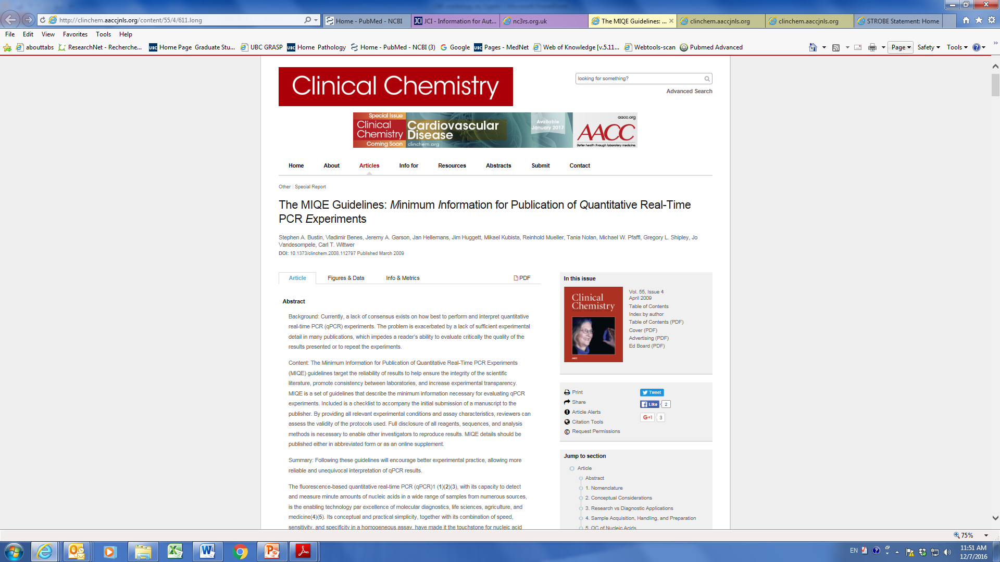 http://clinchem.aaccjnls.org/content/55/4/611.long
Home - PubMed - NCBI
JCI - Information for Aut...
nc3rs.org.uk
The MIQE Guidelines: ...
clinchem.aaccjnls.org
clinchem.aaccjnls.org
STROBE Statement: Home
File Edit View Favorites Tools Help
abouttabs
ResearchNet - Recherche...
UBC Home Page Graduate Stu...
UBC GRASP
UBC Home Pathology
Home - PubMed - NCBI (3)
Google
UBC Pages - MedNet
Web of Knowledge [v.5.11...
Webtools-scan
Pubmed Advanced
Page Safety Tools
Clinical Chemistry
looking for something?
Advanced Search
Special Issue
Clinical
Chemistry
Coming Soon
Cardiovascular
Disease
clinchem.org
Available
January 2017
aacc.org
AACC
Better health through laboratory medicine.
Home About Articles Info for Resources Abstracts Submit Contact
Other | Special Report
The MIQE Guidelines: Minimum Information for Publication of Quantitative Real-Time
PCR Experiments
Stephen A. Bustin, Vladimir Benes, Jeremy A. Garson, Jan Hellemans, Jim Huggett, Mikael Kubista, Reinhold Mueller, Tania Nolan, Michael W. Pfaffl, Gregory L. Shipley, Jo
Vandesompele, Carl T. Wittwer
DOI: 10.1373/clinchem.2008.112797 Published March 2009
Article Figures & Data Info & Metrics PDF
Abstract
Background: Currently, a lack of consensus exists on how best to perform and interpret quantitative
real-time PCR (qPCR) experiments. The problem is exacerbated by a lack of sufficient experimental
detail in many publications, which impedes a reader's ability to evaluate critically the quality of the
results presented or to repeat the experiments.
Content: The Minimum Information for Publication of Quantitative Real-Time PCR Experiments
(MIQE) guidelines target the reliability of results to help ensure the integrity of the scientific
literature, promote consistency between laboratories, and increase experimental transparency.
MIQE is a set of guidelines that describe the minimum information necessary for evaluating qPCR
experiments. Included is a checklist to accompany the initial submission of a manuscript to the
publisher. By providing all relevant experimental conditions and assay characteristics, reviewers can
assess the validity of the protocols used. Full disclosure of all reagents, sequences, and analysis
methods is necessary to enable other investigators to reproduce results. MIQE details should be
published either in abbreviated form or as an online supplement.
Summary: Following these guidelines will encourage better experimental practice, allowing more
reliable and unequivocal interpretation of qPCR results.
The fluorescence-based quantitative real-time PCR (qPCR)1 (1)(2)(3), with its capacity to detect
and measure minute amounts of nucleic acids in a wide range of samples from numerous sources,
is the enabling technology par excellence of molecular diagnostics, life sciences, agriculture, and
medicine(4)(5). Its conceptual and practical simplicity, together with its combination of speed,
sensitivity, and specificity in a homogeneous assay, have made it the touchstone for nucleic acid
In this issue
Clinical
Chemistry
AACC
Vol. 55, Issue 4
April 2009
Table of Contents
Index by author
Table of Contents (PDF)
Cover (PDF)
Advertising (PDF)
Ed Board (PDF)
Print
Share
Article Alerts
Citation Tools
Request Permissions
Tweet
Like 2
G+1 3
Jump to section
Article
Abstract
1. Nomenclature
2. Conceptual Considerations
3. Research vs Diagnostic Applications
4. Sample Acquisition, Handling, and Preparation
5. QC of Nucleic Acids
75%
EN
11:51 AM
12/7/2016